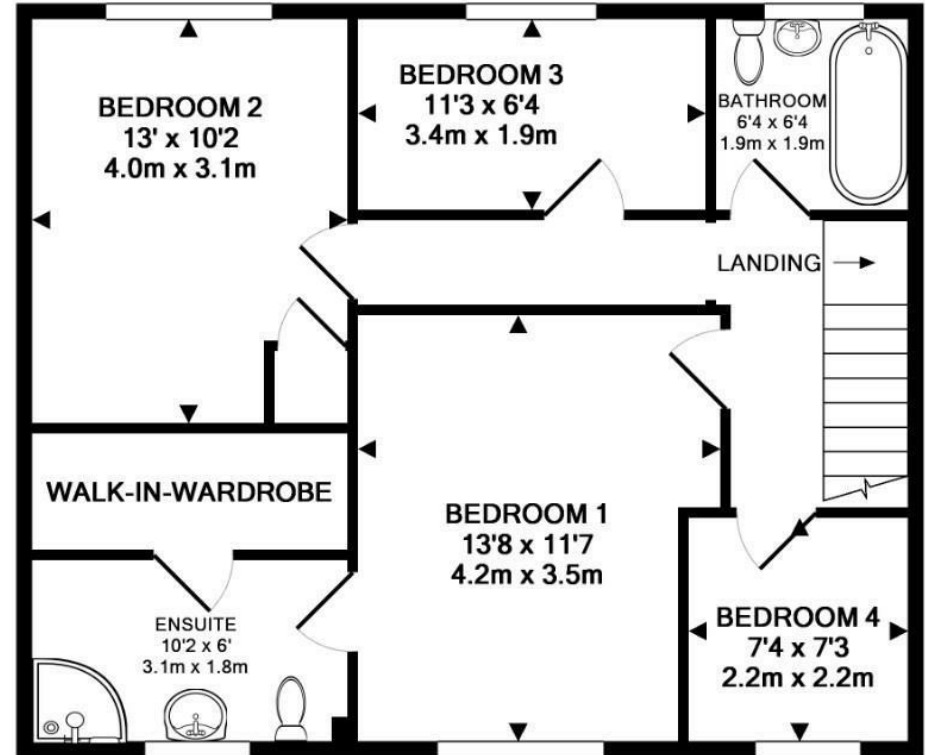 BEDROOM 2
13' x 10'2
4.0m x 3.1m
BEDROOM 3
11'3 x 6'4
3.4m x 1.9m
BATHROOM
6'4 x 6'4
1.9m x 1.9m
LANDING
WALK-IN-WARDROBE
BEDROOM 1
13'8 x 11'7
4.2m x 3.5m
ENSUITE
10'2 x 6'
3.1m x 1.8m
BEDROOM 4
7'4 x 7'3
2.2m x 2.2m